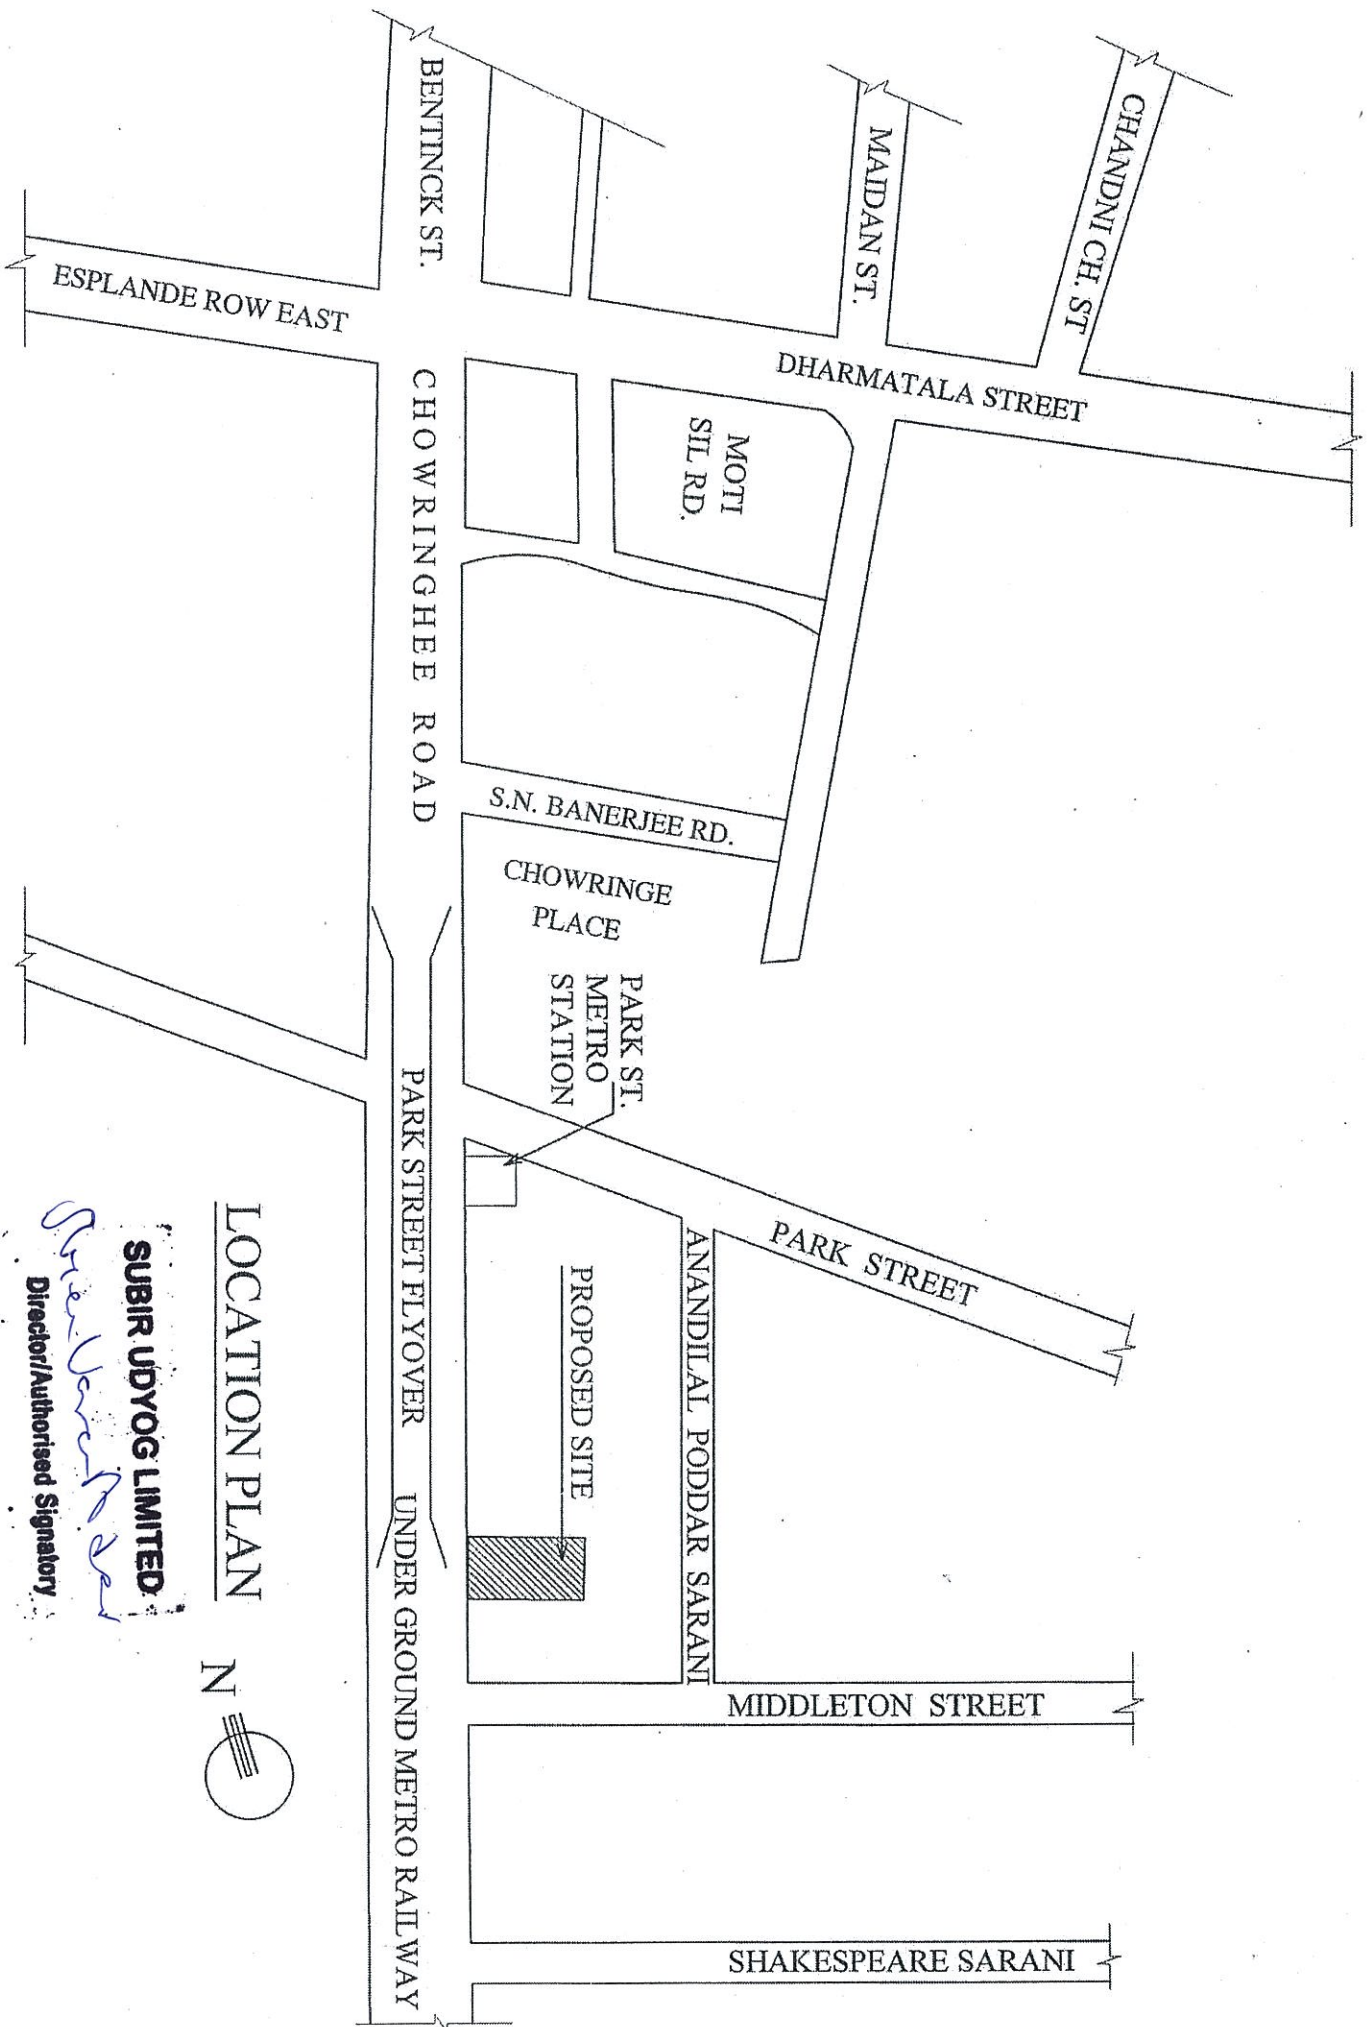 CHANDNI CH. ST
MAIDAN ST.
BENTINCK ST.
ESPLANDE ROW EAST
DHARMATALA STREET
MOTI
SIL RD.
CHOWRINGHEE ROAD
S.N. BANERJEE RD.
CHOWRINGE
PLACE
PARK ST.
METRO
STATION
PARK STREET
PARK STREET FLYOVER
ANANDILAL PODDAR SARANI
PROPOSED SITE
UNDER GROUND METRO RAILWAY
MIDDLETON STREET
SHAKESPEARE SARANI
LOCATION PLAN
N
SUBIR UDYOG LIMITED
Director/Authorised Signatory